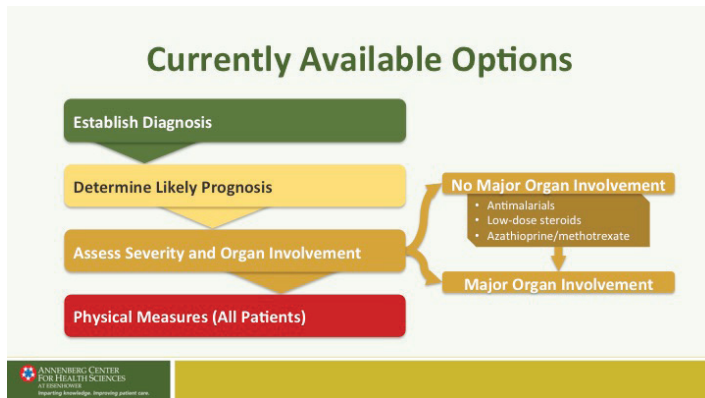 Currently Available Options
Establish Diagnosis
Determine Likely Prognosis
Assess Severity and Organ Involvement
Physical Measures (All Patients)
No Major Organ Involvement
• Antimalarials
• Low-dose steroids
• Azathioprine/methotrexate
Major Organ Involvement
ANNENBERG CENTER
FOR HEALTH SCIENCES
AT EISENHOWER
Imparting knowledge. Improving patient care.